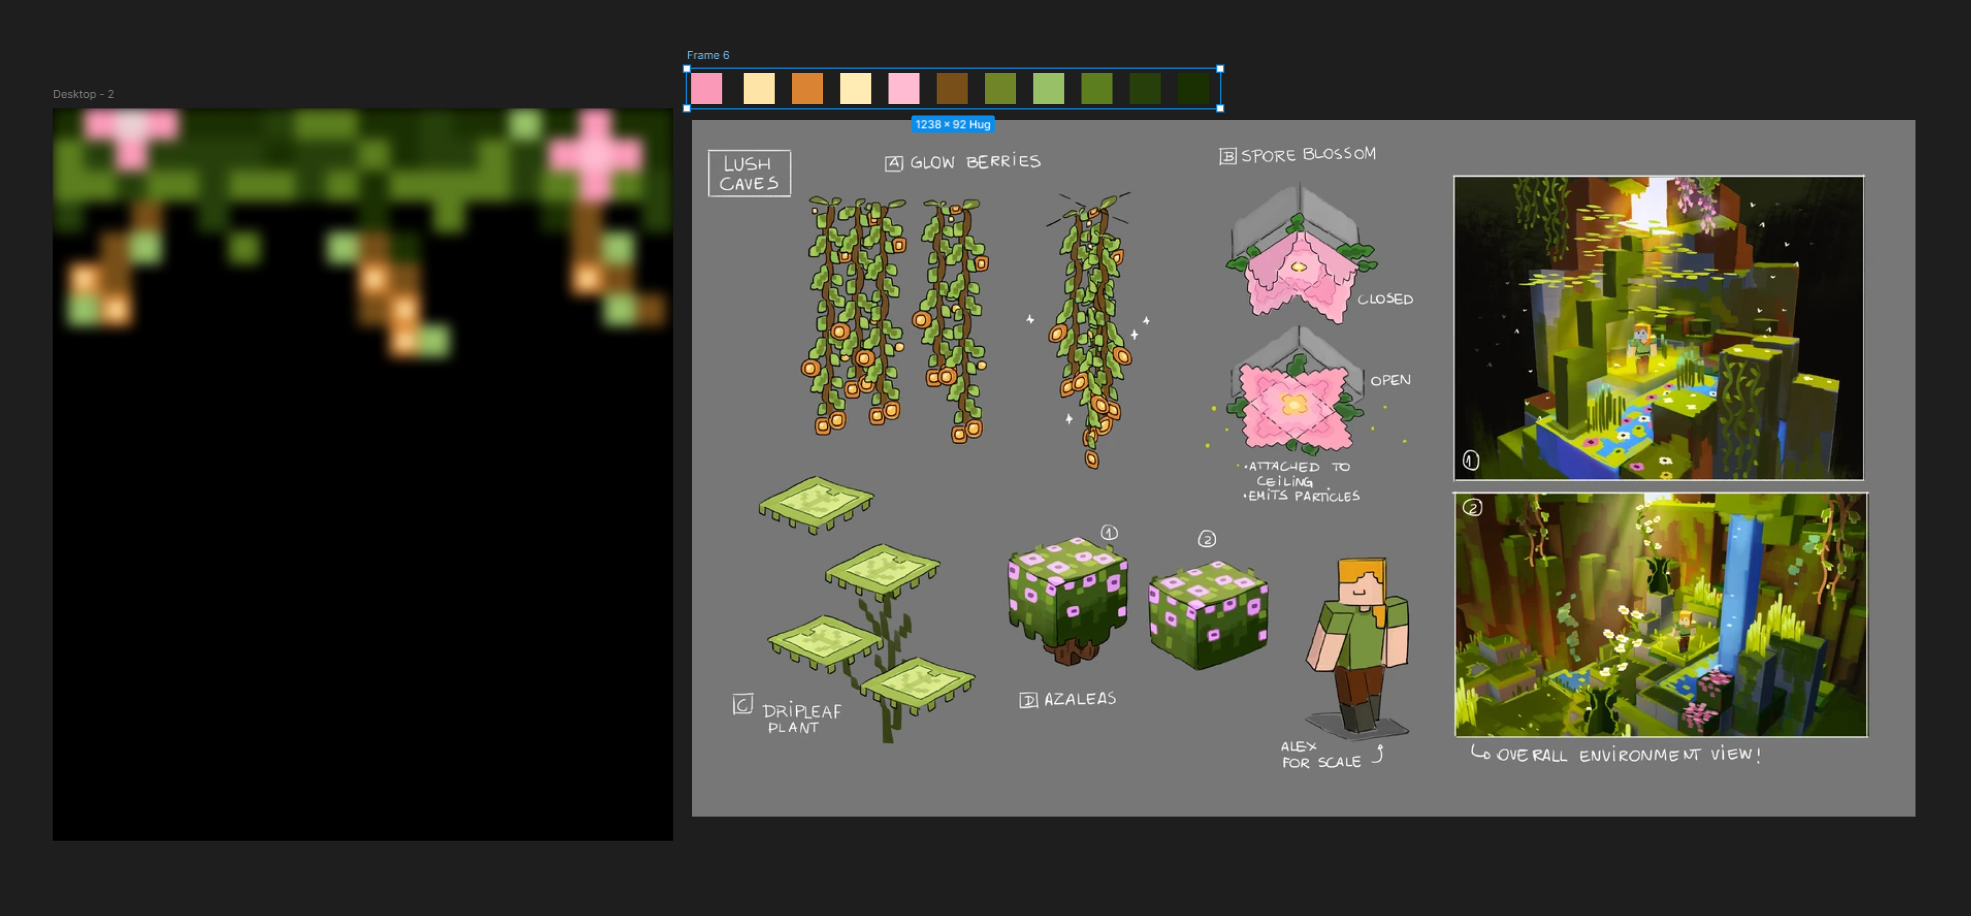 Frame 6
Desktop - 2
1238 × 92 Hug
LUSH
CAVES
A GLOW BERRiES
B SPORE BLOSSOM
CLOSED
OPEN
•ATTACHED TO
CEiLiNG
•EMITS PARTiCLES
1
2
1
2
C DRiPLEAF
PLANT
D AZALEAS
ALEX
FOR SCALE
OVERALL ENViRONMENT ViEW!